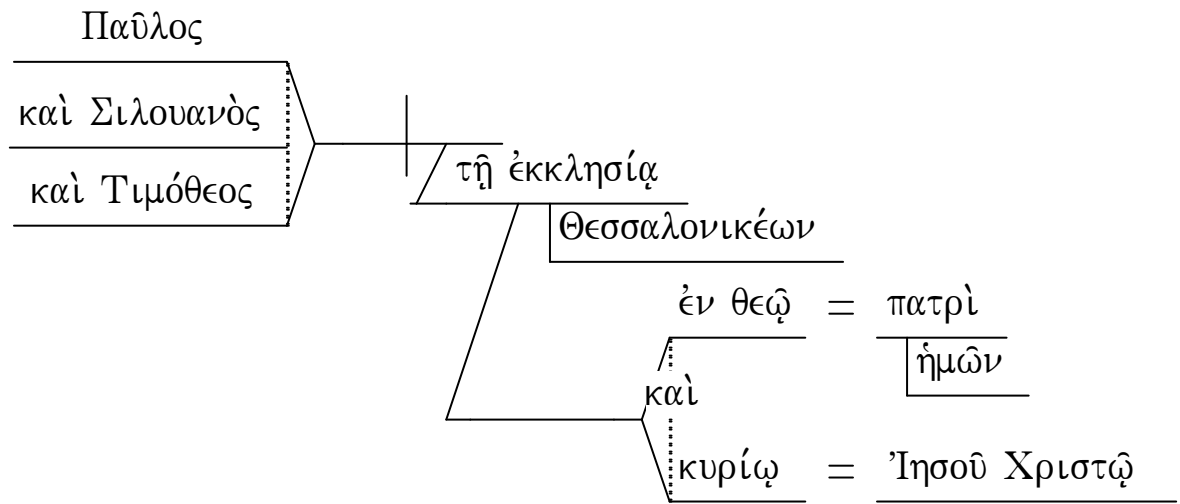 Παῦλος
καὶ Σιλουανὸς
καὶ Τιμόθεος
τῇ ἐκκλησίᾳ
Θεσσαλονικέων
ἐν θεῷ = πατρὶ
ἡμῶν
καὶ
κυρίῳ = Ἰησοῦ Χριστῷ